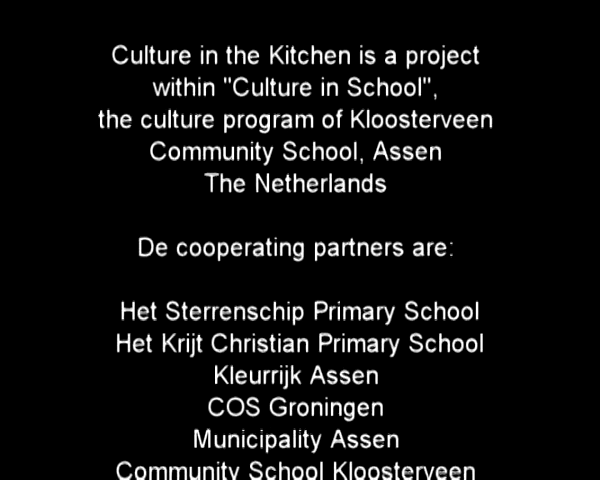 Culture in the Kitchen is a project
within "Culture in School",
the culture program of Kloosterveen
Community School, Assen
The Netherlands
De cooperating partners are:
Het Sterrenschip Primary School
Het Krijt Christian Primary School
Kleurrijk Assen
COS Groningen
Municipality Assen
Community School Kloosterveen